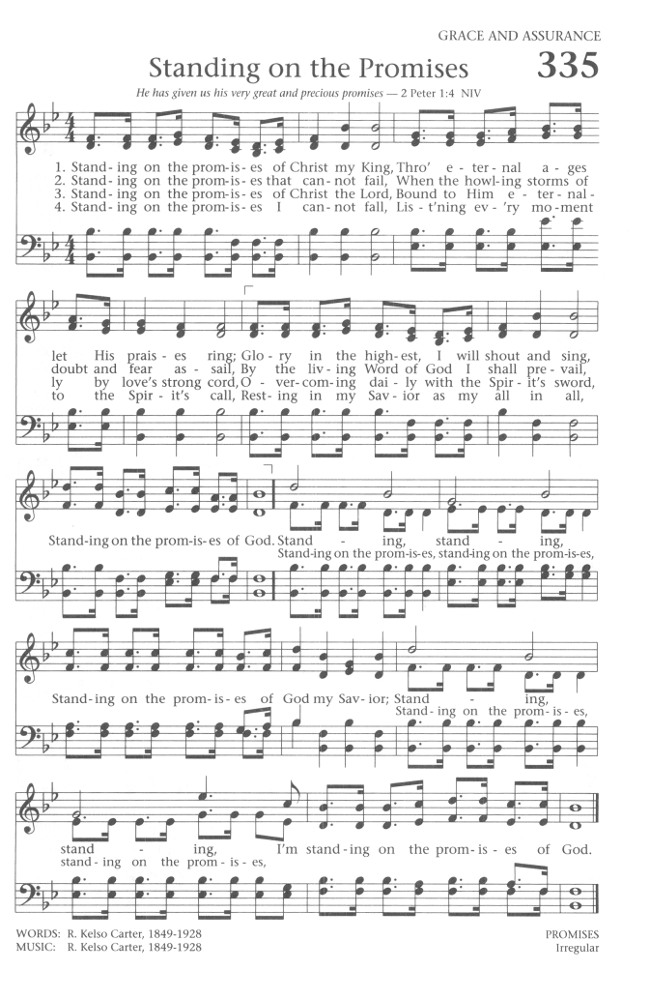 GRACE AND ASSURANCE
Standing on the Promises 335
He has given us his very great and precious promises — 2 Peter 1:4 NIV
1. Stand - ing on the prom - is - es of Christ my King, Thro' e - ter - nal a - ges
2. Stand - ing on the prom - is - es that can - not fail, When the howl - ing storms of
3. Stand - ing on the prom - is - es of Christ the Lord, Bound to Him e - ter - nal -
4. Stand - ing on the prom - is - es I can - not fall, Lis - t'ning ev - 'ry mo - ment
let His prais - es ring; Glo - ry in the high - est, I will shout and sing,
doubt and fear as - sail, By the liv - ing Word of God I shall pre - vail,
ly by love's strong cord, O - ver - com - ing dai - ly with the Spir - it's sword,
to the Spir - it's call, Rest - ing in my Sav - ior as my all in all,
Stand - ing on the prom - is - es of God. Stand - ing, stand - ing,
Stand - ing on the prom - is - es, stand - ing on the prom - is - es,
Stand - ing on the prom - is - es of God my Sav - ior; Stand - ing,
Stand - ing on the prom - is - es,
stand - ing, I'm stand - ing on the prom - is - es of God.
stand - ing on the prom - is - es,
WORDS: R. Kelso Carter, 1849-1928 PROMISES
MUSIC: R. Kelso Carter, 1849-1928 Irregular